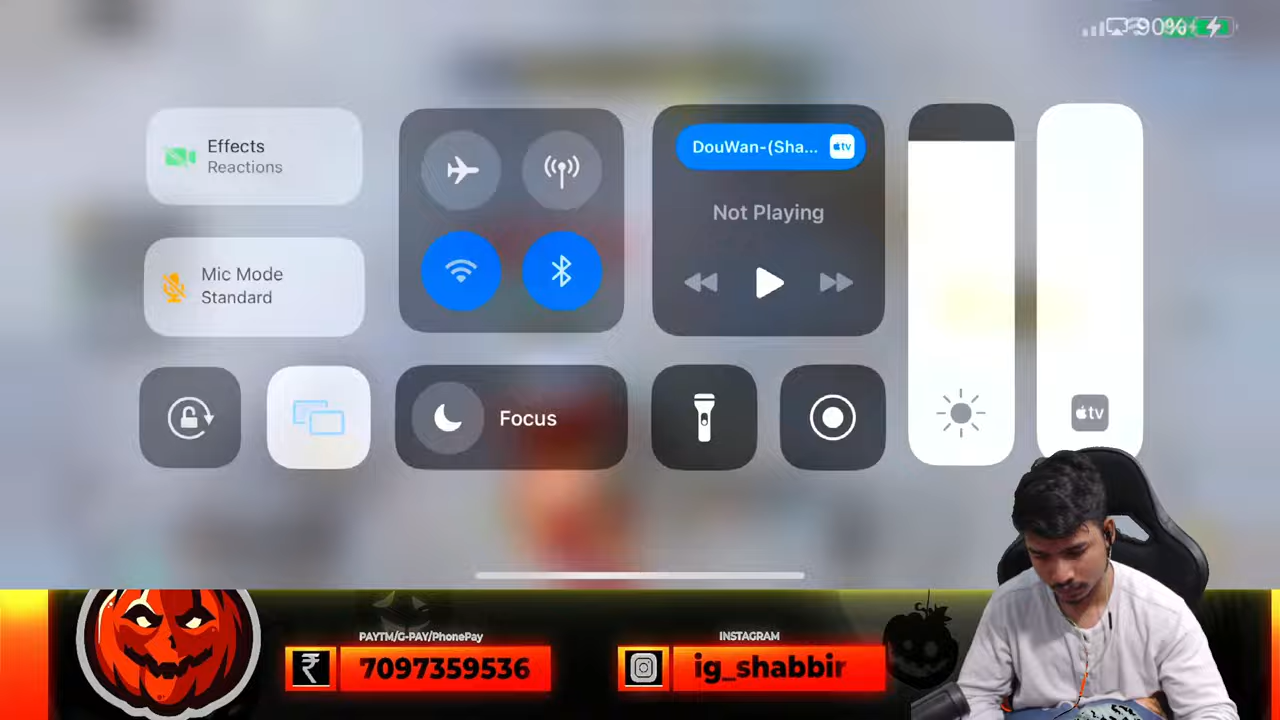 90%
Effects
Reactions
DouWan-(Sha...
tv
Not Playing
Mic Mode
Standard
Focus
tv
PAYTM/G-PAY/PhonePay
7097359536
INSTAGRAM
ig_shabbir